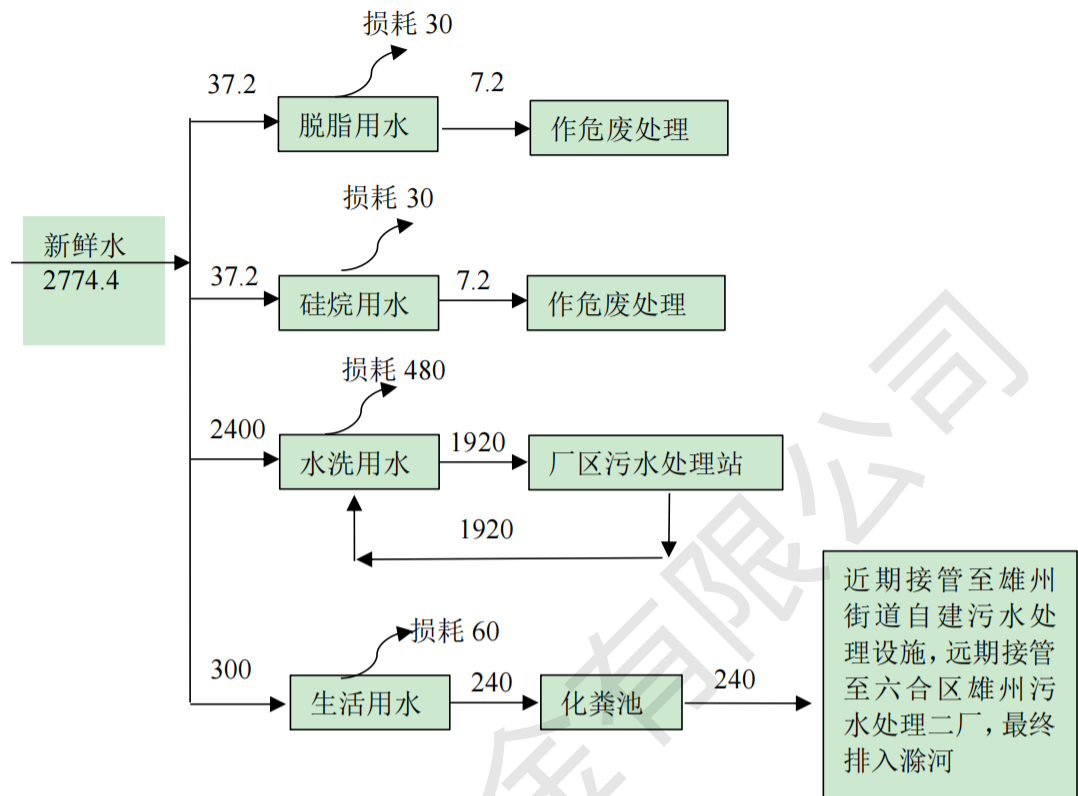 损耗 30
37.2
7.2
脱脂用水
作危废处理
损耗 30
新鲜水
2774.4
37.2
7.2
硅烷用水
作危废处理
损耗 480
2400
1920
水洗用水
厂区污水处理站
1920
近期接管至雄州
街道自建污水处
理设施，远期接管
至六合区雄州污
水处理二厂，最终
排入滁河
损耗 60
300
240
240
生活用水
化粪池
金有限公司